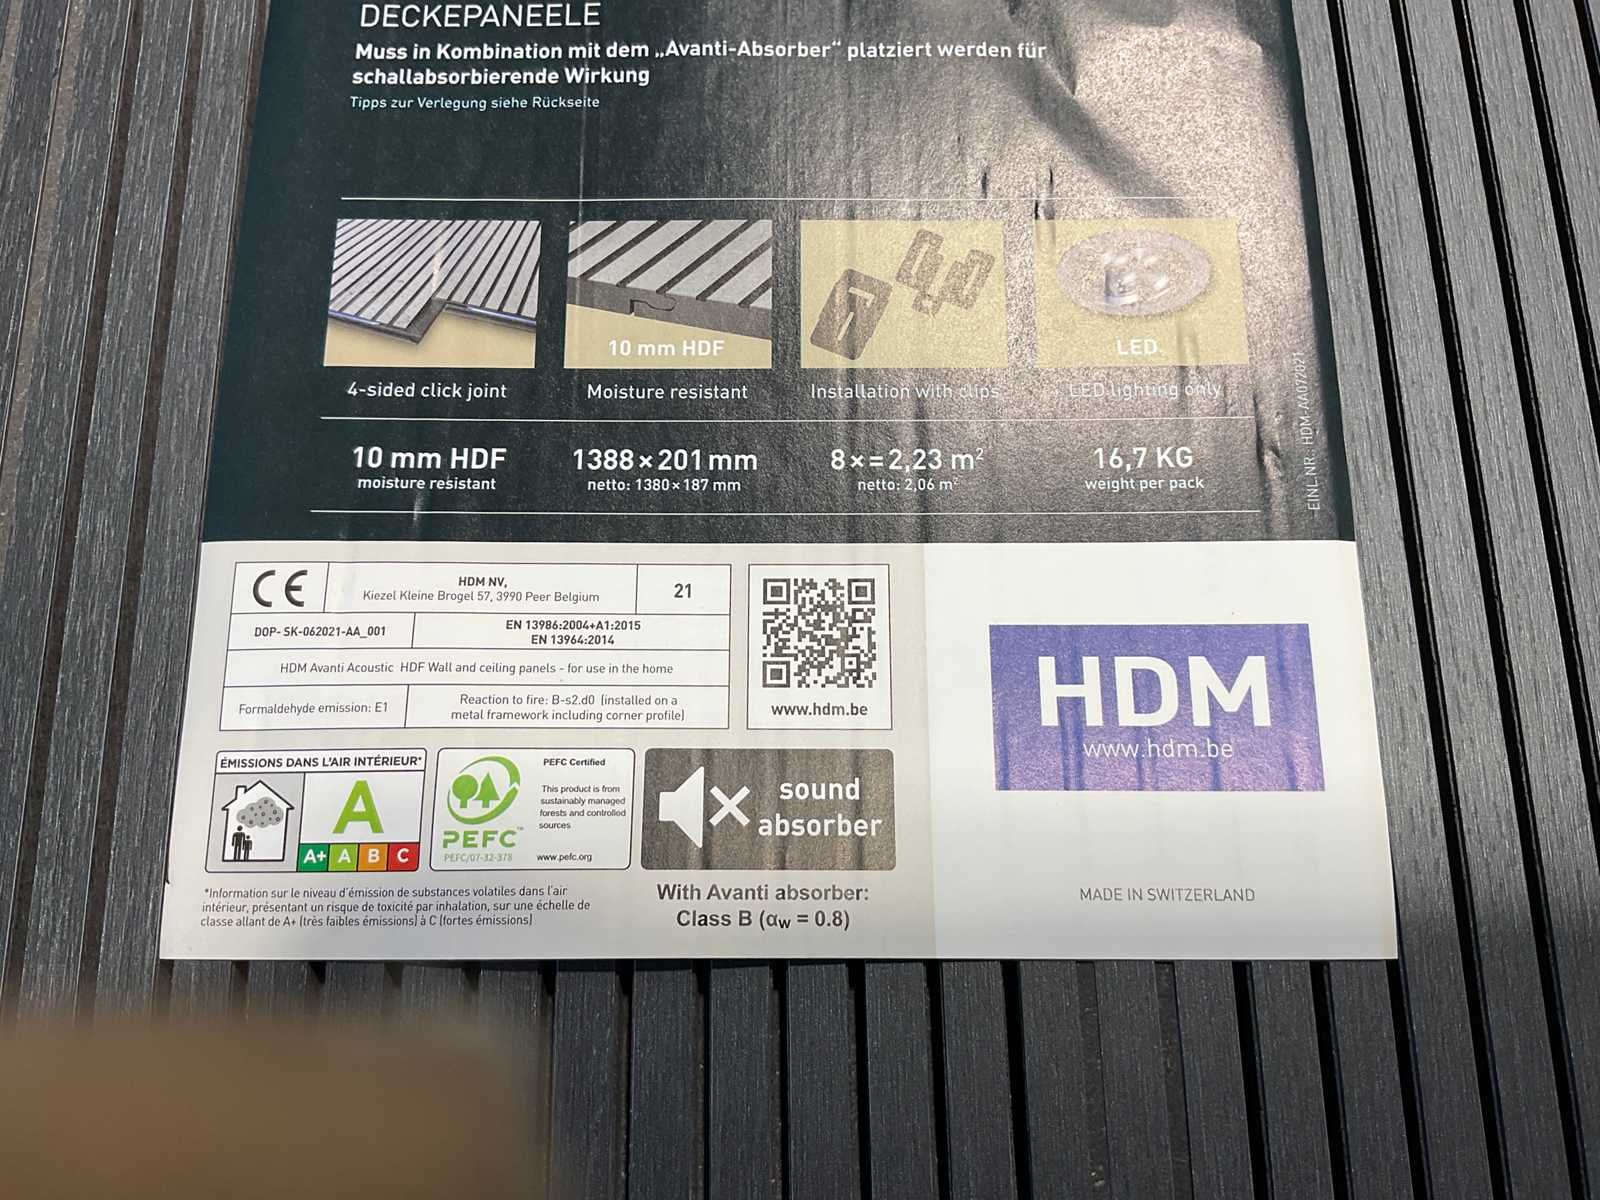 DECKEPANEELE
Muss in Kombination mit dem „Avanti-Absorber“ platziert werden für
schallabsorbierende Wirkung
Tipps zur Verlegung siehe Rückseite
10 mm HDF
LED
4-sided click joint
Moisture resistant
Installation with clips
LED lighting only
10 mm HDF
moisture resistant
1388 × 201 mm
netto: 1380 × 187 mm
8 × = 2,23 m²
netto: 2,06 m²
16,7 KG
weight per pack
EINL.NR.: HDM-AA07/021
CE
HDM NV,
Kiezel Kleine Brogel 57, 3990 Peer Belgium
21
DOP- SK-062021-AA_001
EN 13986:2004+A1:2015
EN 13964:2014
HDM Avanti Acoustic HDF Wall and ceiling panels - for use in the home
Formaldehyde emission: E1
Reaction to fire: B-s2.d0 (installed on a
metal framework including corner profile)
www.hdm.be
HDM
www.hdm.be
ÉMISSIONS DANS L'AIR INTÉRIEUR*
A
A+ A B C
PEFC™
PEFC/07-32-378
PEFC Certified
This product is from
sustainably managed
forests and controlled
sources
www.pefc.org
sound
absorber
*Information sur le niveau d'émission de substances volatiles dans l'air
intérieur, présentant un risque de toxicité par inhalation, sur une échelle de
classe allant de A+ (très faibles émissions) à C (fortes émissions)
With Avanti absorber:
Class B (αw = 0.8)
MADE IN SWITZERLAND